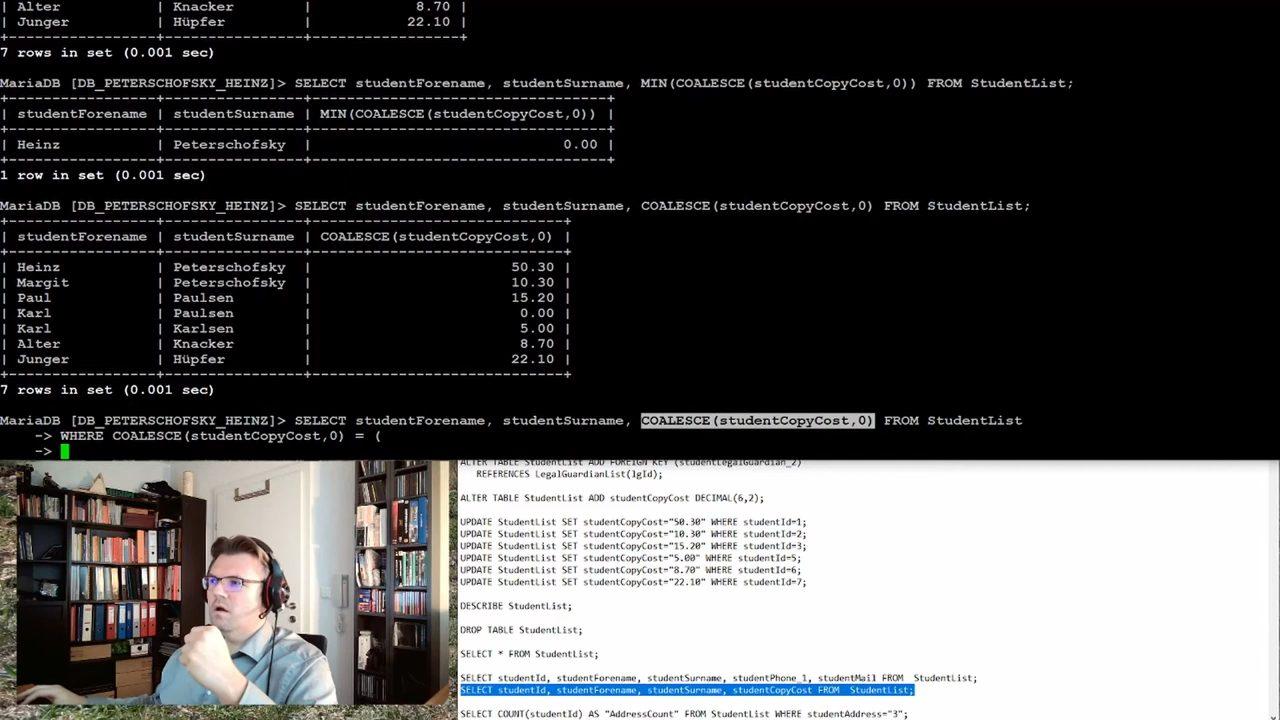 | Alter | Knacker | 8.70 |
| Junger | Hüpfer | 22.10 |
+----------------+----------------+-----------------+
7 rows in set (0.001 sec)
MariaDB [DB_PETERSCHOFSKY_HEINZ]> SELECT studentForename, studentSurname, MIN(COALESCE(studentCopyCost,0)) FROM StudentList;
+-----------------+----------------+----------------------------------+
| studentForename | studentSurname | MIN(COALESCE(studentCopyCost,0)) |
+-----------------+----------------+----------------------------------+
| Heinz | Peterschofsky | 0.00 |
+-----------------+----------------+----------------------------------+
1 row in set (0.001 sec)
MariaDB [DB_PETERSCHOFSKY_HEINZ]> SELECT studentForename, studentSurname, COALESCE(studentCopyCost,0) FROM StudentList;
+-----------------+----------------+-----------------------------+
| studentForename | studentSurname | COALESCE(studentCopyCost,0) |
+-----------------+----------------+-----------------------------+
| Heinz | Peterschofsky | 50.30 |
| Margit | Peterschofsky | 10.30 |
| Paul | Paulsen | 15.20 |
| Karl | Paulsen | 0.00 |
| Karl | Karlsen | 5.00 |
| Alter | Knacker | 8.70 |
| Junger | Hüpfer | 22.10 |
+-----------------+----------------+-----------------------------+
7 rows in set (0.001 sec)
MariaDB [DB_PETERSCHOFSKY_HEINZ]> SELECT studentForename, studentSurname, COALESCE(studentCopyCost,0) FROM StudentList
-> WHERE COALESCE(studentCopyCost,0) = (
->
ALTER TABLE StudentList ADD FOREIGN KEY (studentLegalGuardian_2)
REFERENCES LegalGuardianList(lgId);
ALTER TABLE StudentList ADD studentCopyCost DECIMAL(6,2);
UPDATE StudentList SET studentCopyCost="50.30" WHERE studentId=1;
UPDATE StudentList SET studentCopyCost="10.30" WHERE studentId=2;
UPDATE StudentList SET studentCopyCost="15.20" WHERE studentId=3;
UPDATE StudentList SET studentCopyCost="5.00" WHERE studentId=5;
UPDATE StudentList SET studentCopyCost="8.70" WHERE studentId=6;
UPDATE StudentList SET studentCopyCost="22.10" WHERE studentId=7;
DESCRIBE StudentList;
DROP TABLE StudentList;
SELECT * FROM StudentList;
SELECT studentId, studentForename, studentSurname, studentPhone_1, studentMail FROM  StudentList;
SELECT studentId, studentForename, studentSurname, studentCopyCost FROM  StudentList;
SELECT COUNT(studentId) AS "AddressCount" FROM StudentList WHERE studentAddress="3";